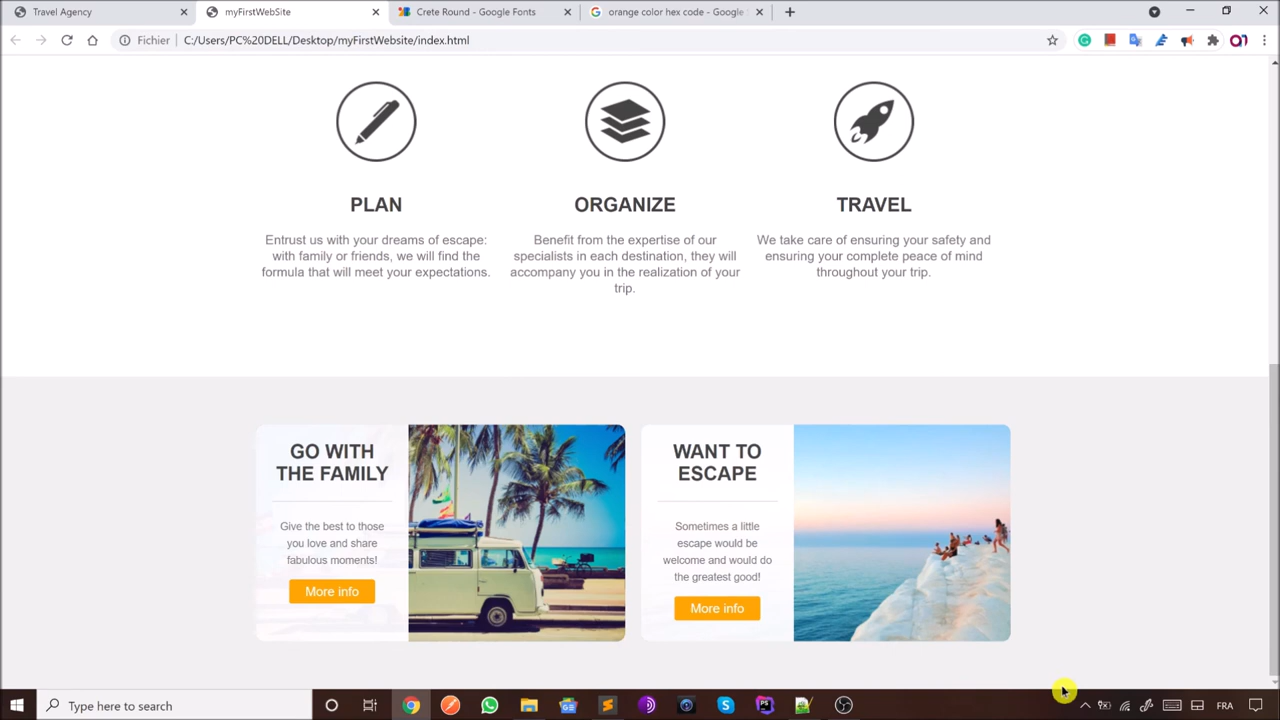 Travel Agency
myFirstWebSite
Crete Round - Google Fonts
orange color hex code - Google
Fichier
C:/Users/PC%20DELL/Desktop/myFirstWebsite/index.html
PLAN
Entrust us with your dreams of escape:
with family or friends, we will find the
formula that will meet your expectations.
ORGANIZE
Benefit from the expertise of our
specialists in each destination, they will
accompany you in the realization of your
trip.
TRAVEL
We take care of ensuring your safety and
ensuring your complete peace of mind
throughout your trip.
GO WITH
THE FAMILY
Give the best to those
you love and share
fabulous moments!
More info
WANT TO
ESCAPE
Sometimes a little
escape would be
welcome and would do
the greatest good!
More info
Type here to search
FRA